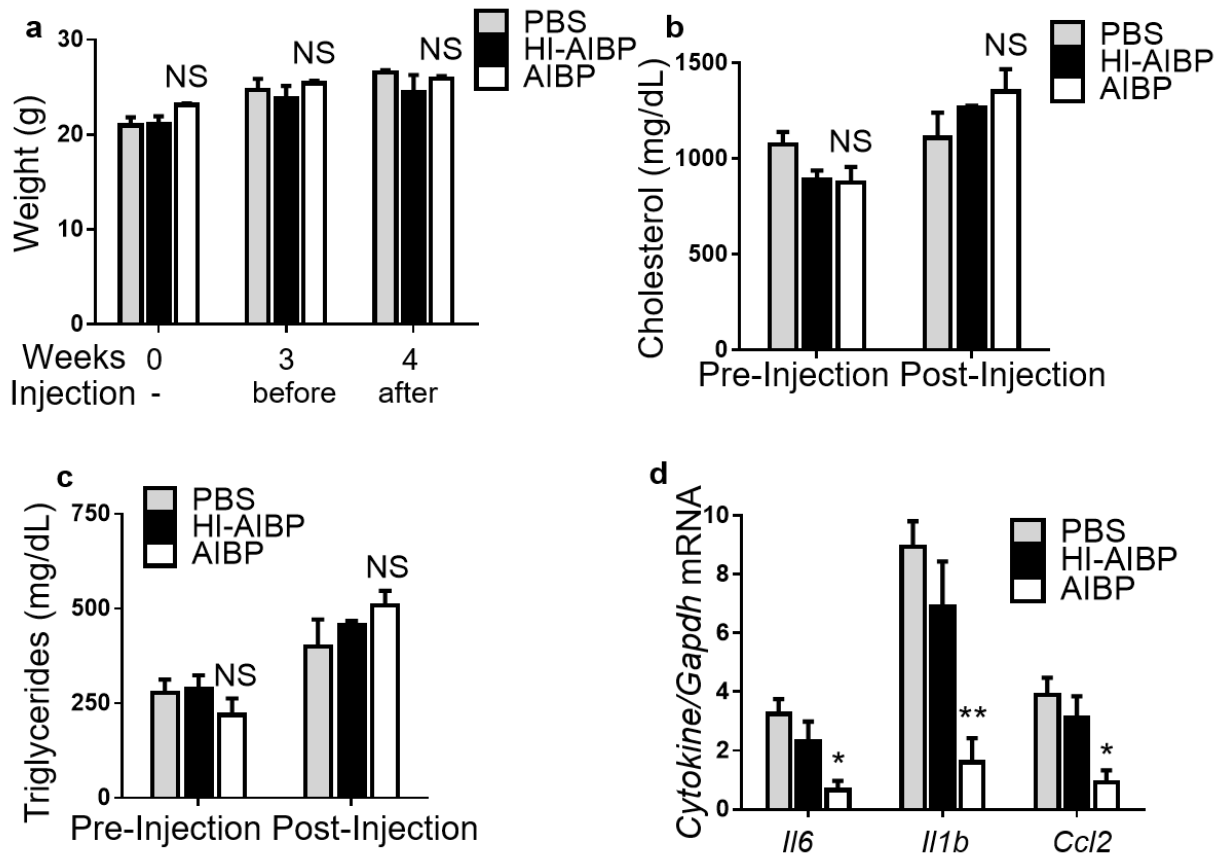 a
PBS
HI-AIBP
AIBP
Weight (g)
30
20
10
0
NS
NS
NS
Weeks 0 3 4
Injection - before after
b
PBS
HI-AIBP
AIBP
Cholesterol (mg/dL)
1500
1000
500
0
NS
NS
Pre-Injection Post-Injection
c
PBS
HI-AIBP
AIBP
Triglycerides (mg/dL)
750
500
250
0
NS
NS
Pre-Injection Post-Injection
d
PBS
HI-AIBP
AIBP
Cytokine/Gapdh mRNA
10
8
6
4
2
0
*
**
*
Il6 Il1b Ccl2